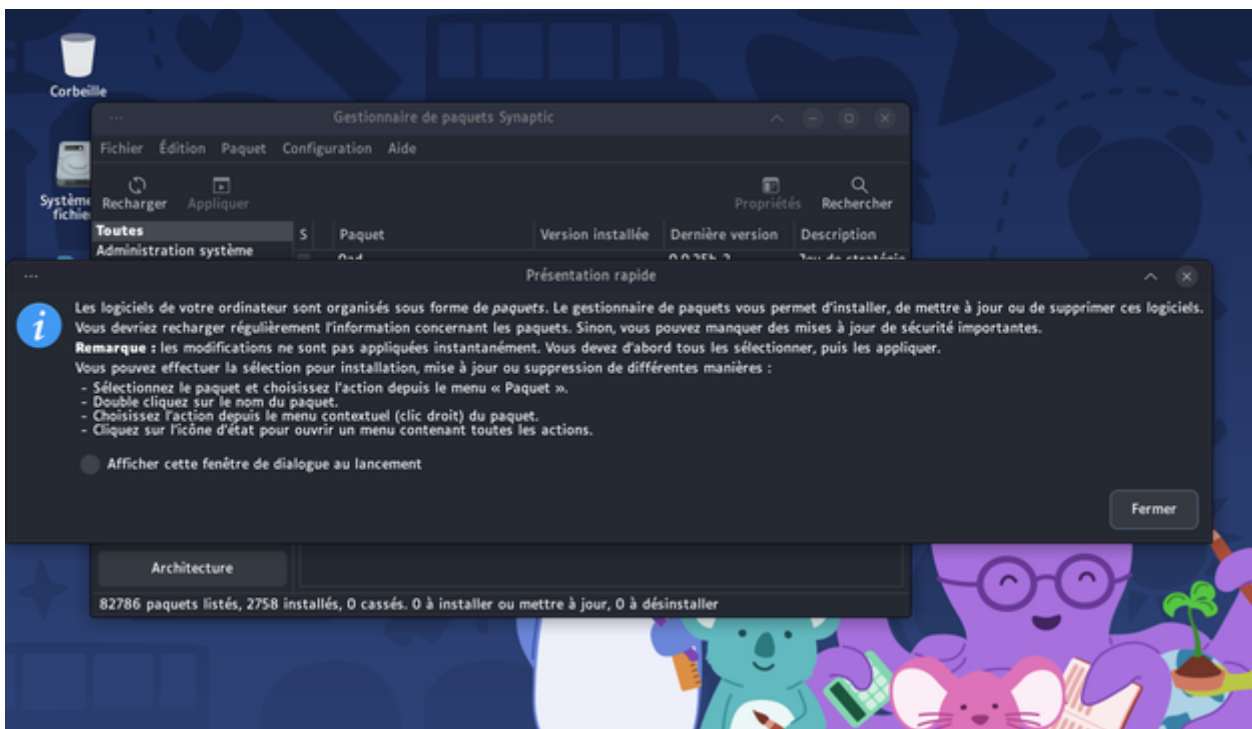 Corbeille
Gestionnaire de paquets Synaptic
Fichier Édition Paquet Configuration Aide
Système
fichie
Recharger Appliquer Propriétés Rechercher
Toutes
Administration système
S Paquet Version installée Dernière version Description
Présentation rapide
Les logiciels de votre ordinateur sont organisés sous forme de paquets. Le gestionnaire de paquets vous permet d'installer, de mettre à jour ou de supprimer ces logiciels.
Vous devriez recharger régulièrement l'information concernant les paquets. Sinon, vous pouvez manquer des mises à jour de sécurité importantes.
Remarque : les modifications ne sont pas appliquées instantanément. Vous devez d'abord tous les sélectionner, puis les appliquer.
Vous pouvez effectuer la sélection pour installation, mise à jour ou suppression de différentes manières :
- Sélectionnez le paquet et choisissez l'action depuis le menu « Paquet ».
- Double cliquez sur le nom du paquet.
- Choisissez l'action depuis le menu contextuel (clic droit) du paquet.
- Cliquez sur l'icône d'état pour ouvrir un menu contenant toutes les actions.
Afficher cette fenêtre de dialogue au lancement
Fermer
Architecture
82786 paquets listés, 2758 installés, 0 cassés. 0 à installer ou mettre à jour, 0 à désinstaller